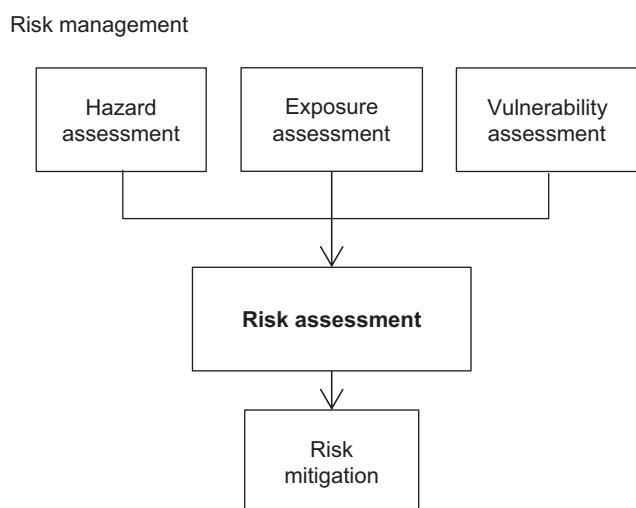 Risk management
Hazard
assessment
Exposure
assessment
Vulnerability
assessment
Risk assessment
Risk
mitigation